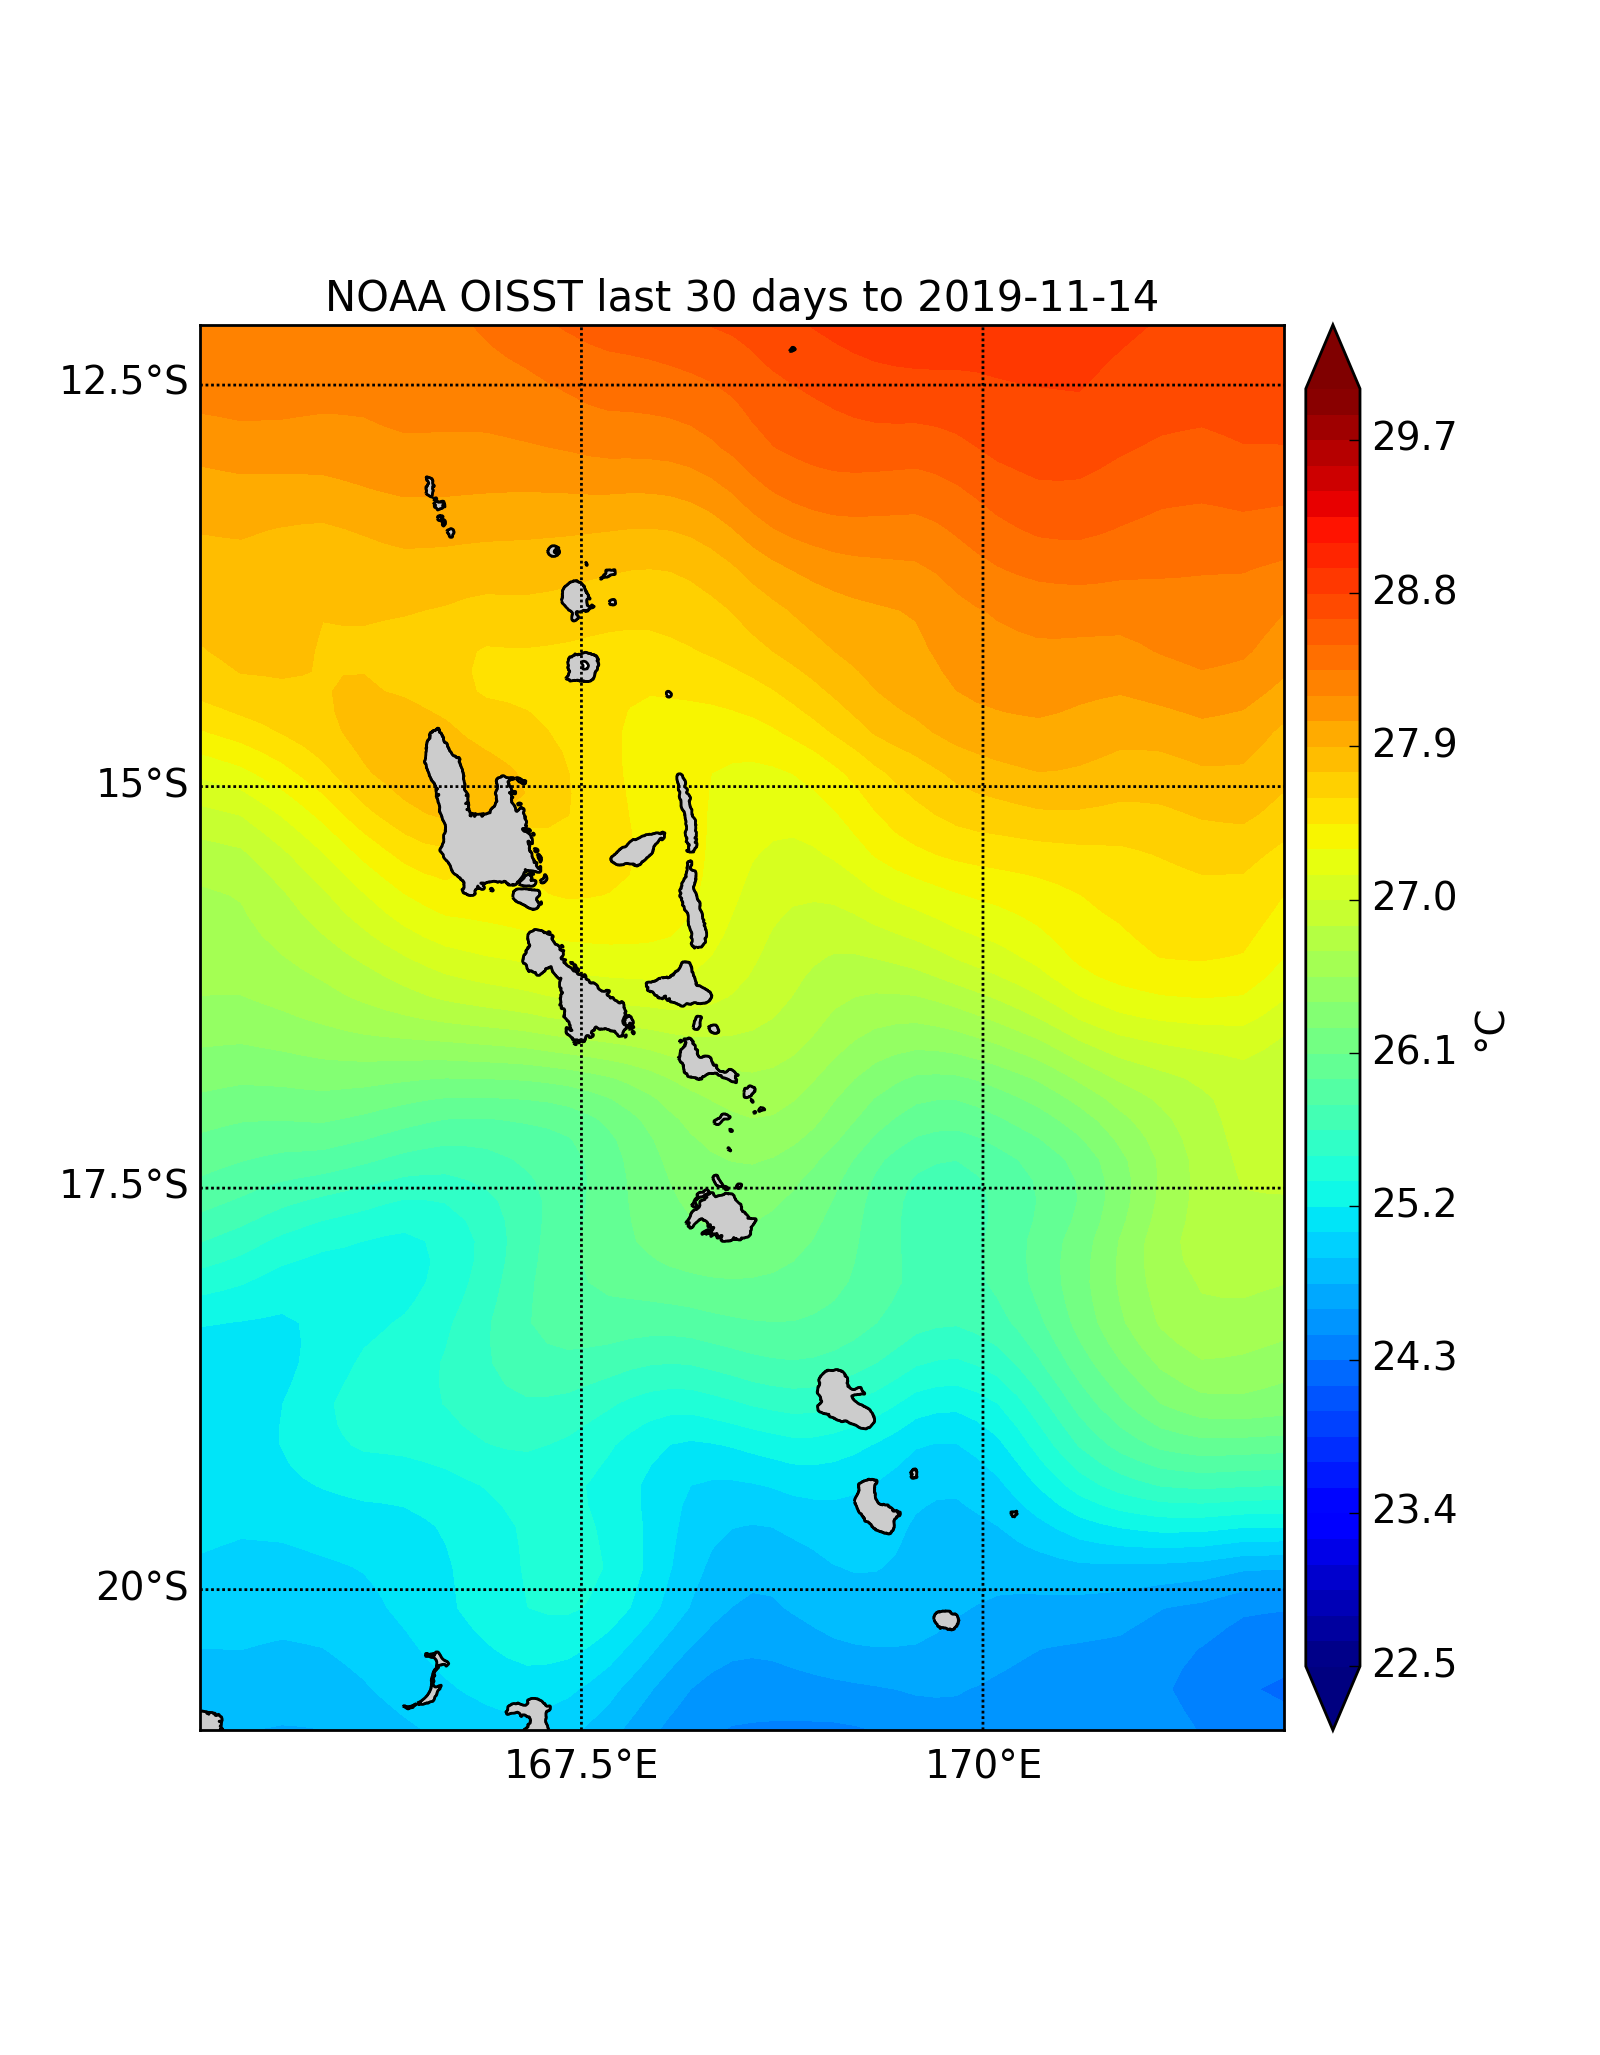 NOAA OISST last 30 days to 2019-11-14
12.5°S
15°S
17.5°S
20°S
167.5°E
170°E
29.7
28.8
27.9
27.0
26.1
25.2
24.3
23.4
22.5
°C